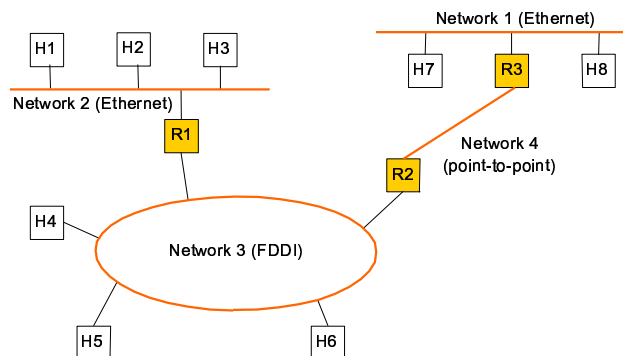 Network 1 (Ethernet)
H1
H2
H3
H7
R3
H8
Network 2 (Ethernet)
R1
Network 4
(point-to-point)
R2
H4
Network 3 (FDDI)
H5
H6